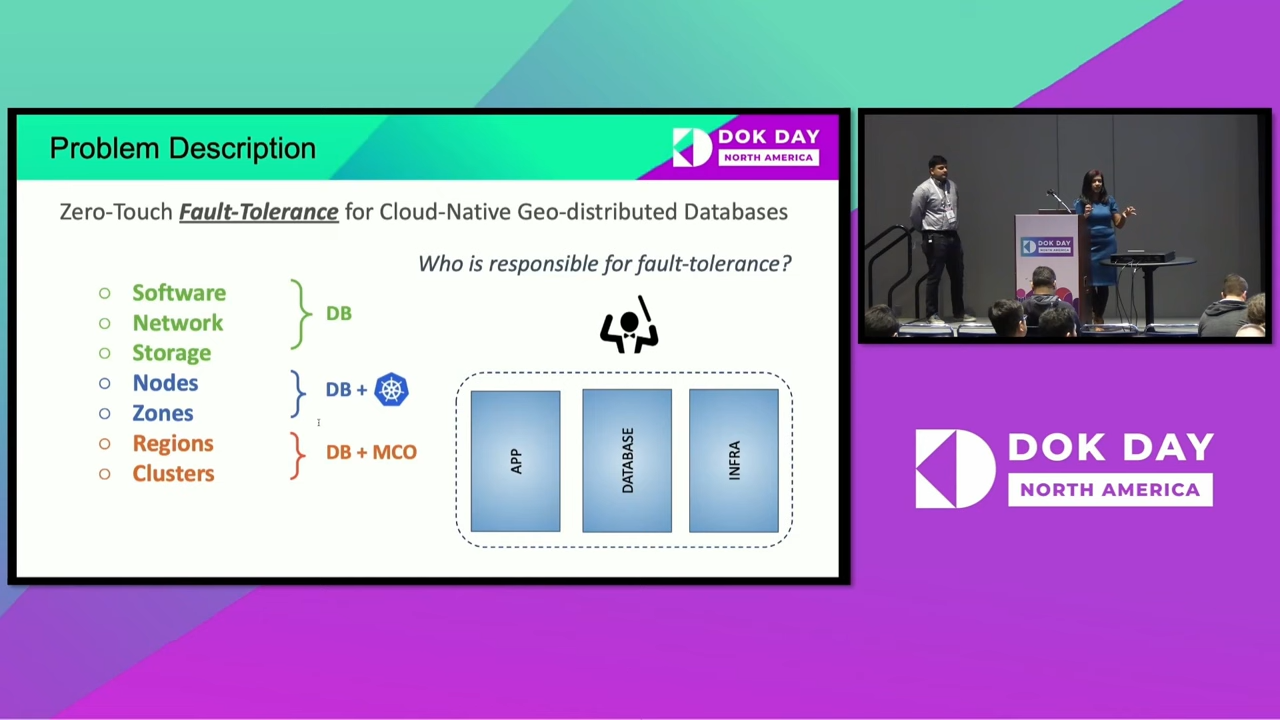 Problem Description
DOK DAY
NORTH AMERICA
Zero-Touch Fault-Tolerance for Cloud-Native Geo-distributed Databases
Who is responsible for fault-tolerance?
Software
Network
Storage
DB
Nodes
Zones
DB +
Regions
Clusters
DB + MCO
APP
DATABASE
INFRA
DOK DAY
NORTH AMERICA
DOK DAY
NORTH AMERICA